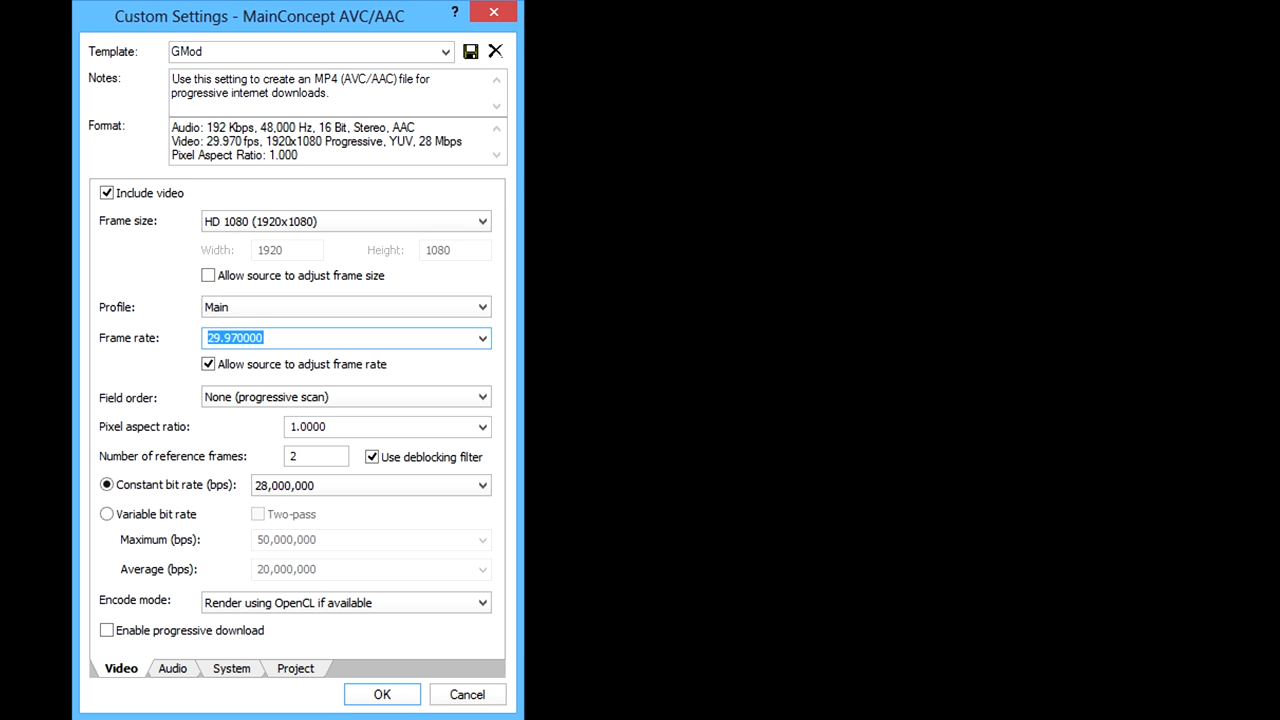 Custom Settings - MainConcept AVC/AAC
?
Template: GMod
Notes: Use this setting to create an MP4 (AVC/AAC) file for
progressive internet downloads.
Format: Audio: 192 Kbps, 48,000 Hz, 16 Bit, Stereo, AAC
Video: 29.970 fps, 1920x1080 Progressive, YUV, 28 Mbps
Pixel Aspect Ratio: 1.000
Include video
Frame size: HD 1080 (1920x1080)
Width: 1920 Height: 1080
Allow source to adjust frame size
Profile: Main
Frame rate: 29.970000
Allow source to adjust frame rate
Field order: None (progressive scan)
Pixel aspect ratio: 1.0000
Number of reference frames: 2 Use deblocking filter
Constant bit rate (bps): 28,000,000
Variable bit rate Two-pass
Maximum (bps): 50,000,000
Average (bps): 20,000,000
Encode mode: Render using OpenCL if available
Enable progressive download
Video Audio System Project
OK Cancel